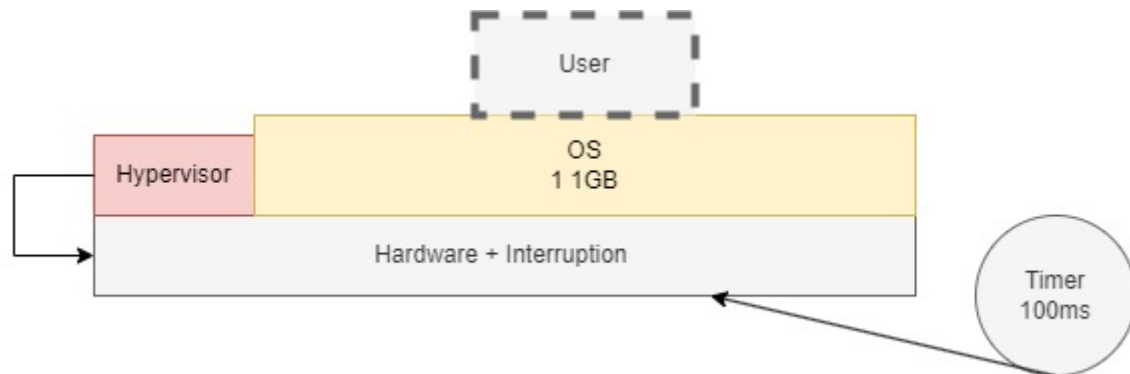 User
Hypervisor
OS
1 1GB
Hardware + Interruption
Timer
100ms